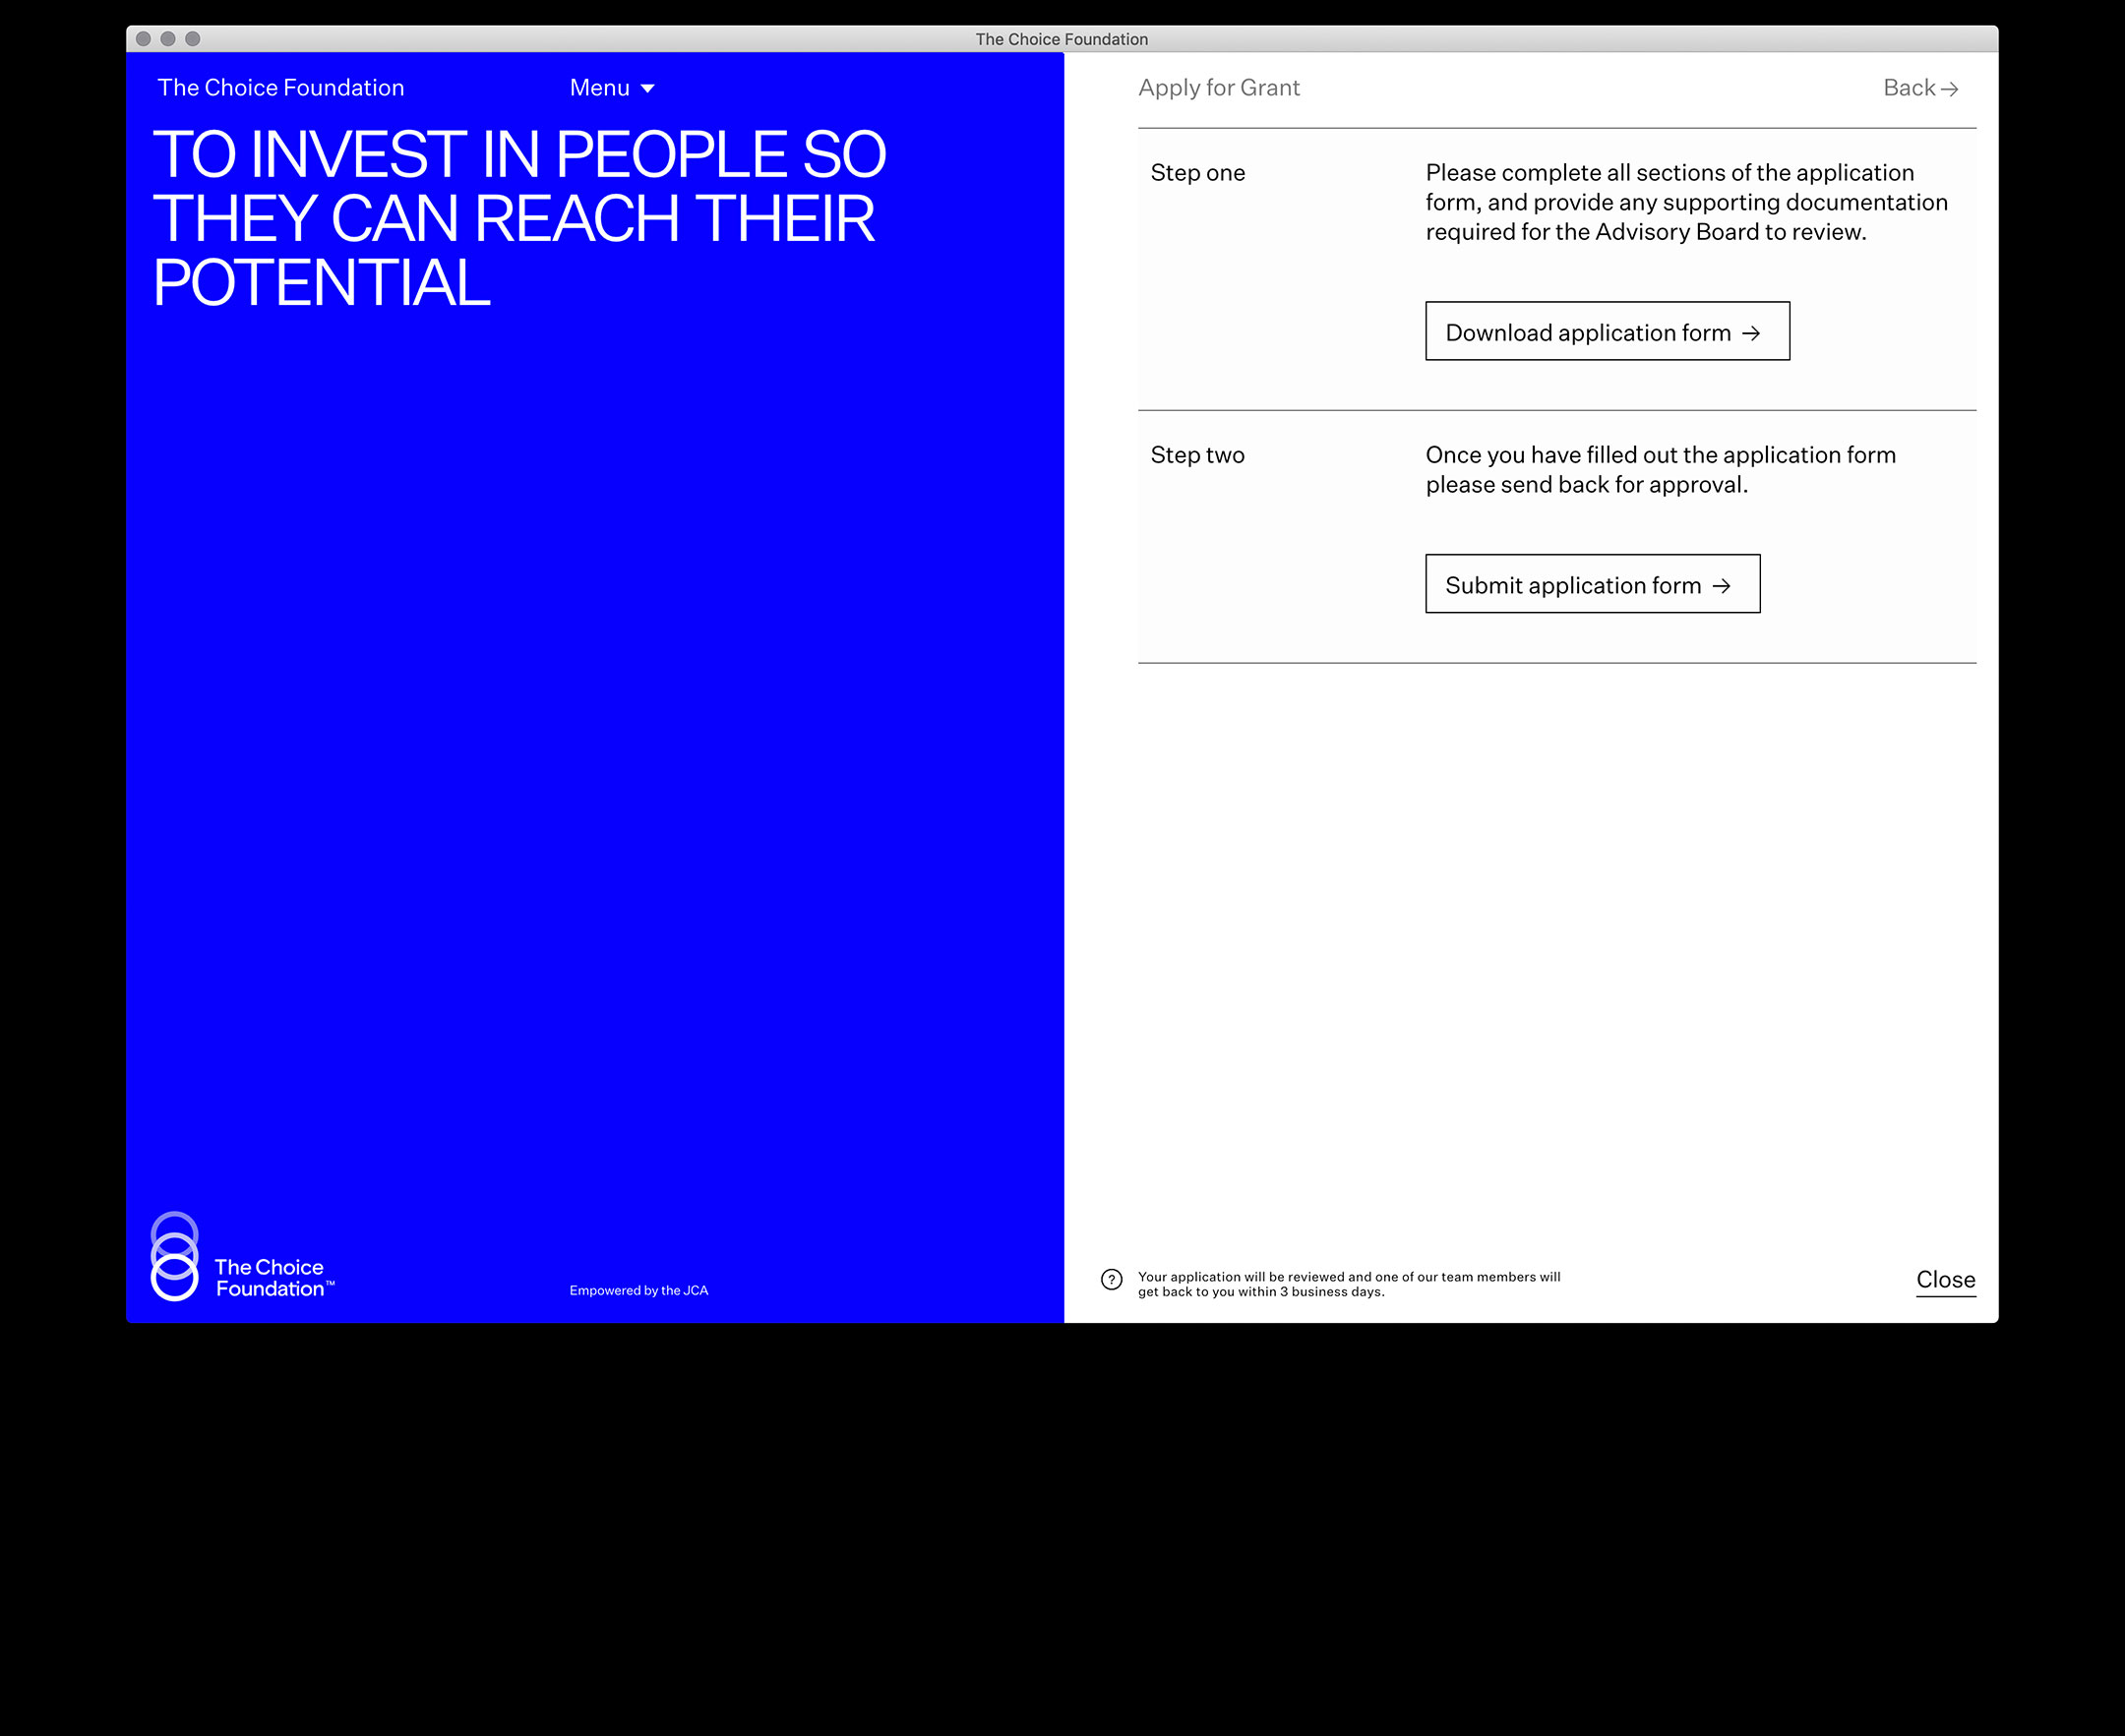 The Choice Foundation
The Choice Foundation
Menu
TO INVEST IN PEOPLE SO
THEY CAN REACH THEIR
POTENTIAL
The Choice
Foundation™
Empowered by the JCA
Apply for Grant
Back →
Step one
Please complete all sections of the application
form, and provide any supporting documentation
required for the Advisory Board to review.
Download application form →
Step two
Once you have filled out the application form
please send back for approval.
Submit application form →
?
Your application will be reviewed and one of our team members will
get back to you within 3 business days.
Close